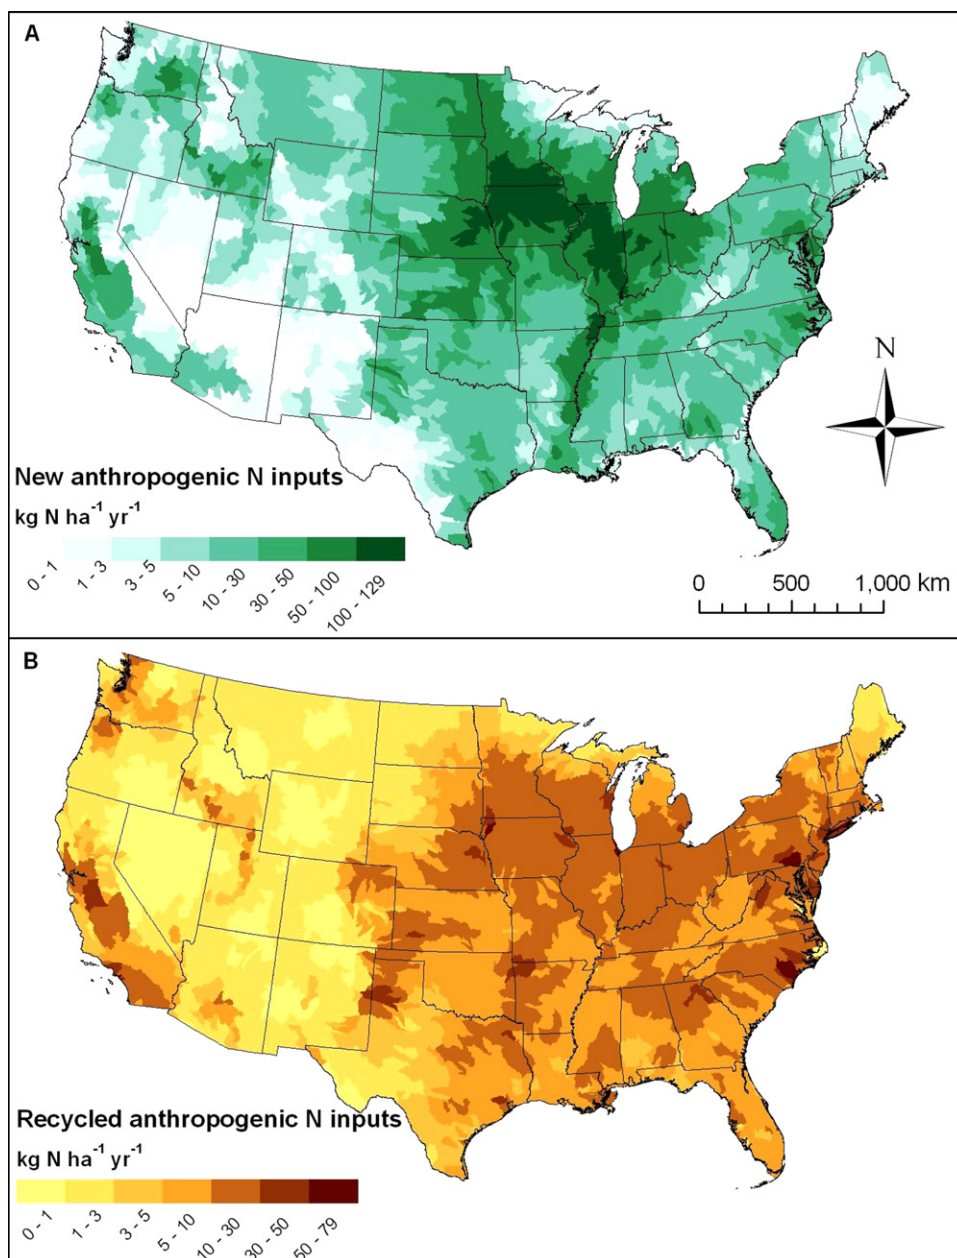 A
N
New anthropogenic N inputs
kg N ha⁻¹ yr⁻¹
0 - 1
1 - 3
3 - 5
5 - 10
10 - 30
30 - 50
50 - 100
100 - 129
0 500 1,000 km
B
Recycled anthropogenic N inputs
kg N ha⁻¹ yr⁻¹
0 - 1
1 - 3
3 - 5
5 - 10
10 - 30
30 - 50
50 - 79